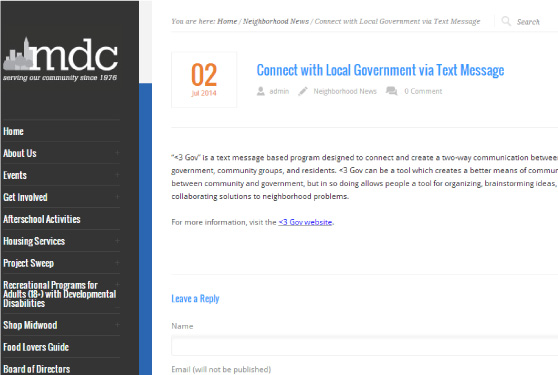 mdc
serving our community since 1976
Home
About Us
Events
Get Involved
Afterschool Activities
Housing Services
Project Sweep
Recreational Programs for
Adults (18+) with Developmental
Disabilities
Shop Midwood
Food Lovers Guide
Board of Directors
You are here: Home / Neighborhood News / Connect with Local Government via Text Message
Search
02
Jul 2014
Connect with Local Government via Text Message
admin Neighborhood News 0 Comment
“<3 Gov” is a text message based program designed to connect and create a two-way communication betwee
government, community groups, and residents. <3 Gov can be a tool which creates a better means of commun
between community and government, but in so doing allows people a tool for organizing, brainstorming ideas,
collaborating solutions to neighborhood problems.
For more information, visit the <3 Gov website.
Leave a Reply
Name
Email (will not be published)